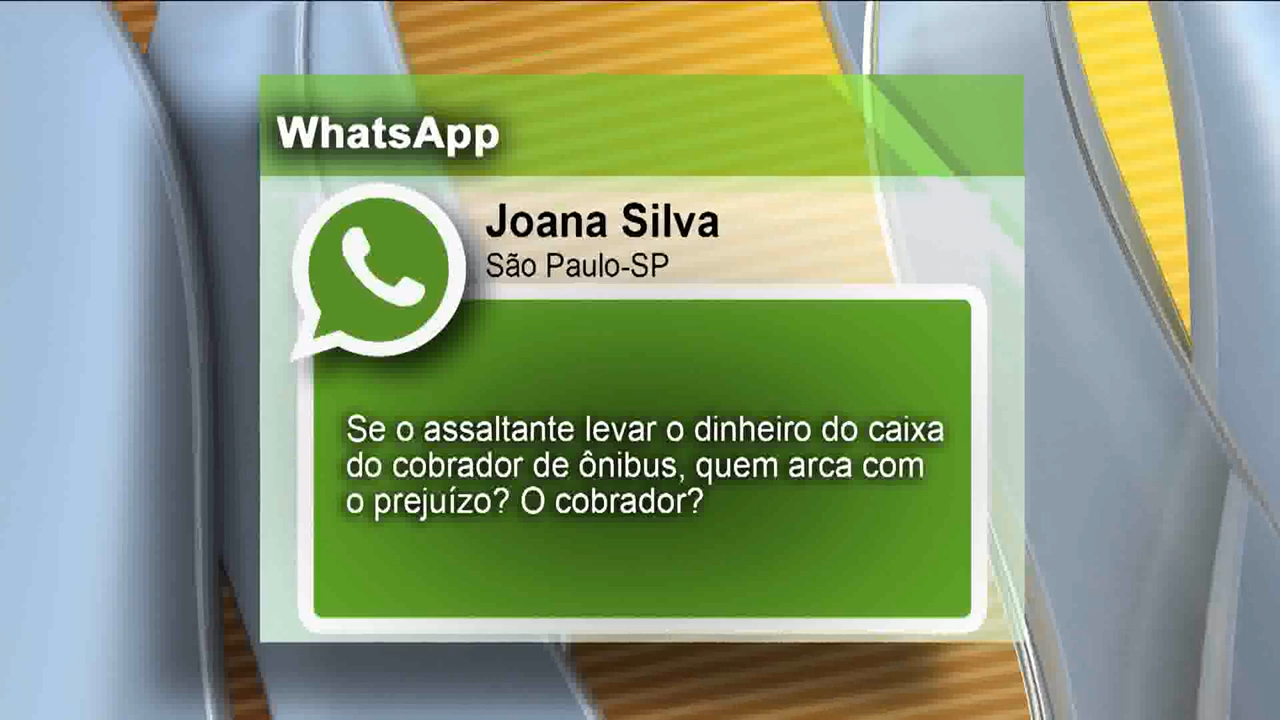 WhatsApp
Joana Silva
São Paulo-SP
Se o assaltante levar o dinheiro do caixa
do cobrador de ônibus, quem arca com
o prejuízo? O cobrador?